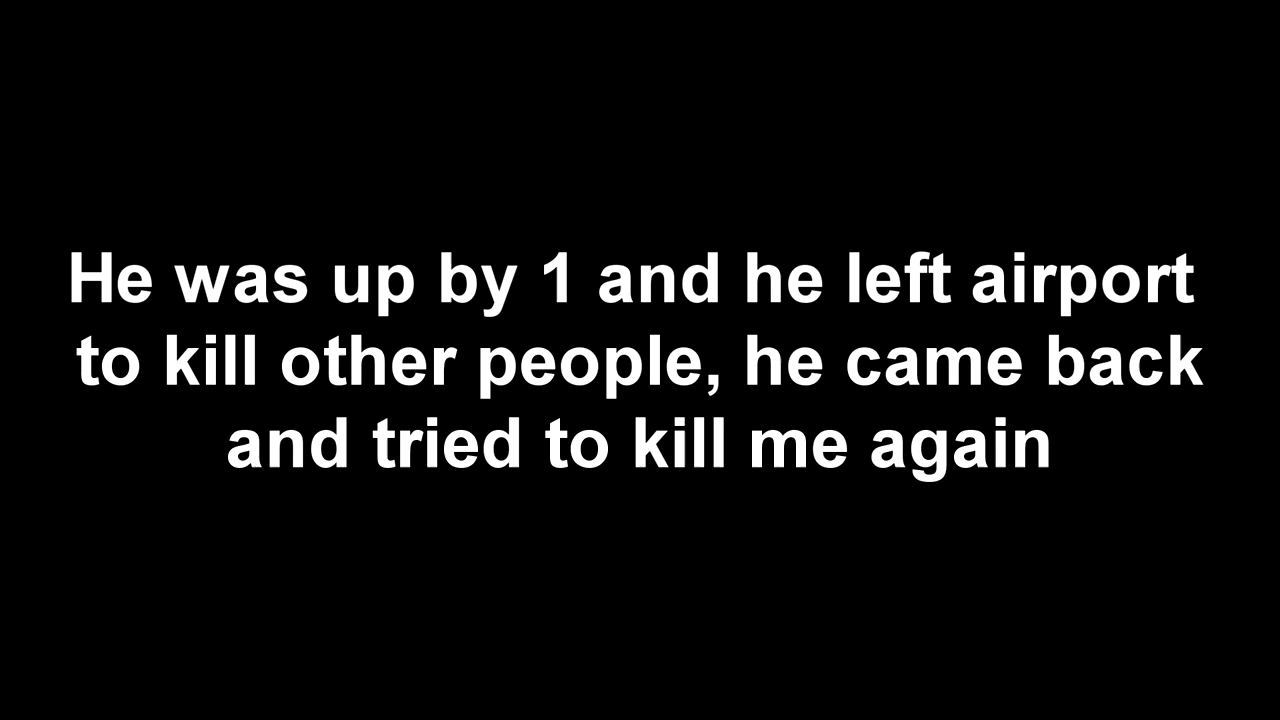 He was up by 1 and he left airport
to kill other people, he came back
and tried to kill me again